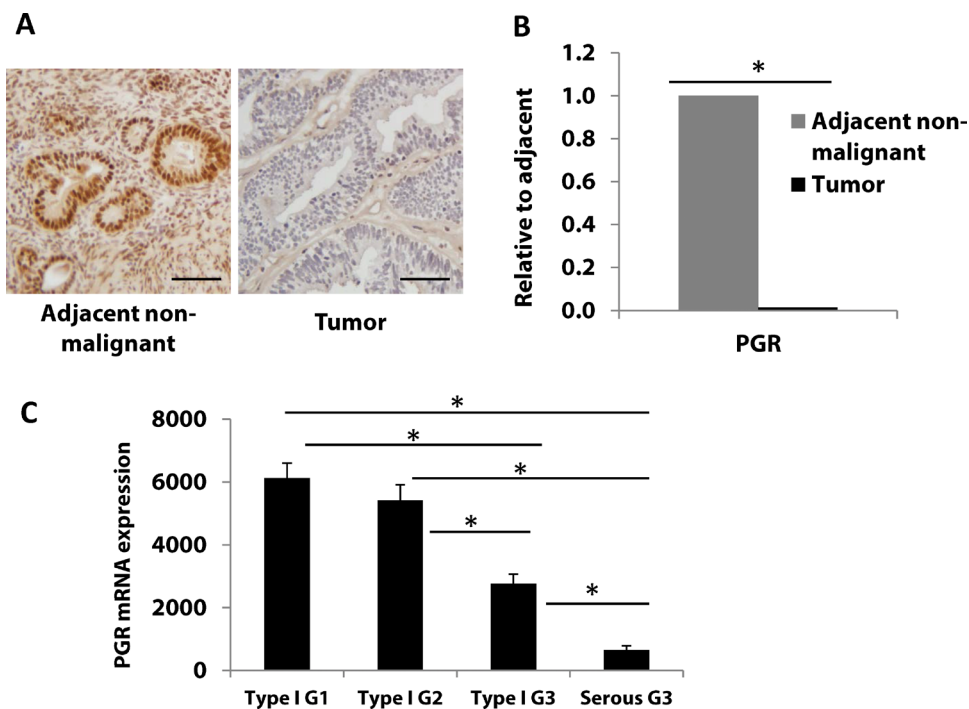 A
Adjacent non-
malignant
Tumor
B
1.2
1.0
0.8
0.6
0.4
0.2
0.0
Relative to adjacent
*
Adjacent non-
malignant
Tumor
PGR
C
8000
6000
4000
2000
0
PGR mRNA expression
*
*
*
*
*
Type I G1
Type I G2
Type I G3
Serous G3